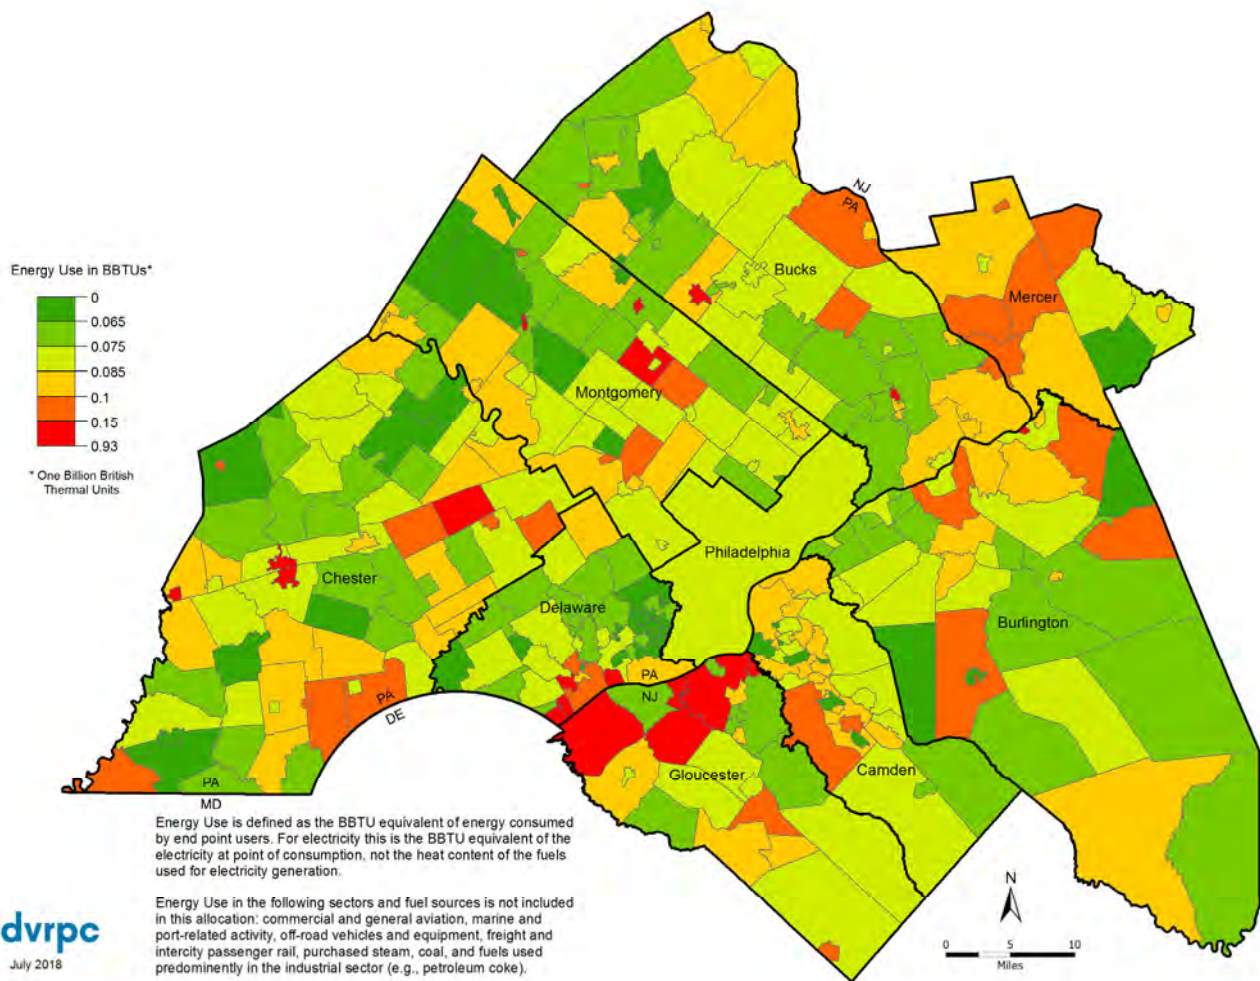 NJ
PA
Bucks
Mercer
Energy Use in BBTUs*
0
0.065
0.075
0.085
0.1
0.15
0.93
* One Billion British
Thermal Units
Montgomery
Philadelphia
Chester
Delaware
Burlington
PA
NJ
PA
DE
Gloucester
Camden
PA
MD
Energy Use is defined as the BBTU equivalent of energy consumed
by end point users. For electricity this is the BBTU equivalent of the
electricity at point of consumption, not the heat content of the fuels
used for electricity generation.
Energy Use in the following sectors and fuel sources is not included
in this allocation: commercial and general aviation, marine and
port-related activity, off-road vehicles and equipment, freight and
intercity passenger rail, purchased steam, coal, and fuels used
predominently in the industrial sector (e.g., petroleum coke).
N
0 5 10
Miles
dvrpc
July 2018